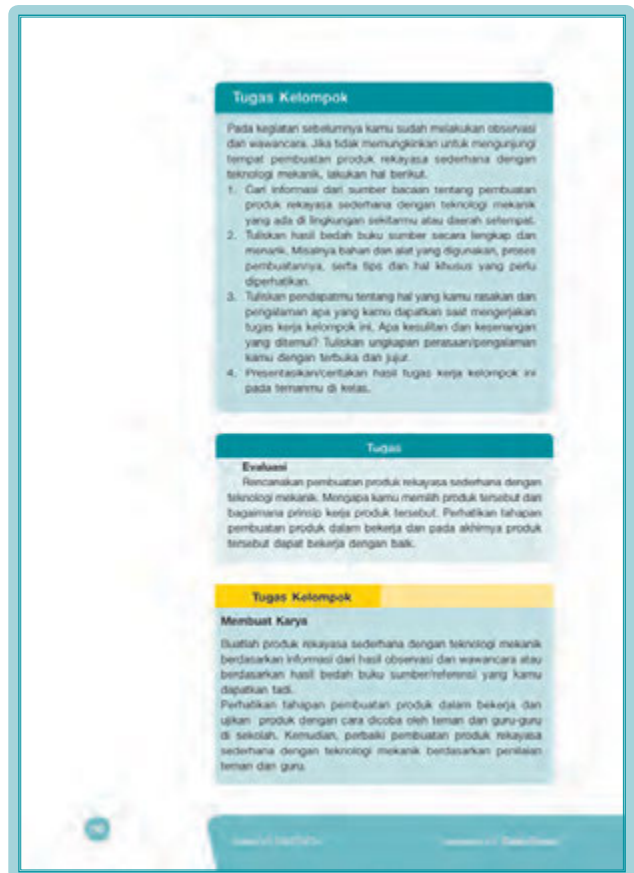 Tugas Kelompok
Pada kegiatan sebelumnya kamu sudah melakukan observasi
dan wawancara. Jika tidak memungkinkan untuk mengunjungi
tempat pembuatan produk rekayasa sederhana dengan
teknologi mekanik, lakukan hal berikut.
1. Cari informasi dari sumber bacaan tentang pembuatan
produk rekayasa sederhana dengan teknologi mekanik
yang ada di lingkungan sekitarmu atau daerah setempat.
2. Tuliskan hasil bedah buku sumber secara lengkap dan
menarik. Misalnya bahan dan alat yang digunakan, proses
pembuatannya, serta tips dan hal khusus yang perlu
diperhatikan.
3. Tuliskan pendapatmu tentang hal yang kamu rasakan dan
pengalaman apa yang kamu dapatkan saat mengerjakan
tugas kerja kelompok ini. Apa kesulitan dan kesenangan
yang ditemui? Tuliskan ungkapan perasaan/pengalaman
kamu dengan terbuka dan jujur.
4. Presentasikan/ceritakan hasil tugas kerja kelompok ini
pada temanmu di kelas.
Tugas
Evaluasi
Rencanakan pembuatan produk rekayasa sederhana dengan
teknologi mekanik. Mengapa kamu memilih produk tersebut dan
bagaimana prinsip kerja produk tersebut. Perhatikan tahapan
pembuatan produk dalam bekerja dan pada akhirnya produk
tersebut dapat bekerja dengan baik.
Tugas Kelompok
Membuat Karya
Buatlah produk rekayasa sederhana dengan teknologi mekanik
berdasarkan informasi dari hasil observasi dan wawancara atau
berdasarkan hasil bedah buku sumber/referensi yang kamu
dapatkan tadi.
Perhatikan tahapan pembuatan produk dalam bekerja dan
ujikan produk dengan cara dicoba oleh teman dan guru-guru
di sekolah. Kemudian, perbaiki pembuatan produk rekayasa
sederhana dengan teknologi mekanik berdasarkan penilaian
teman dan guru.